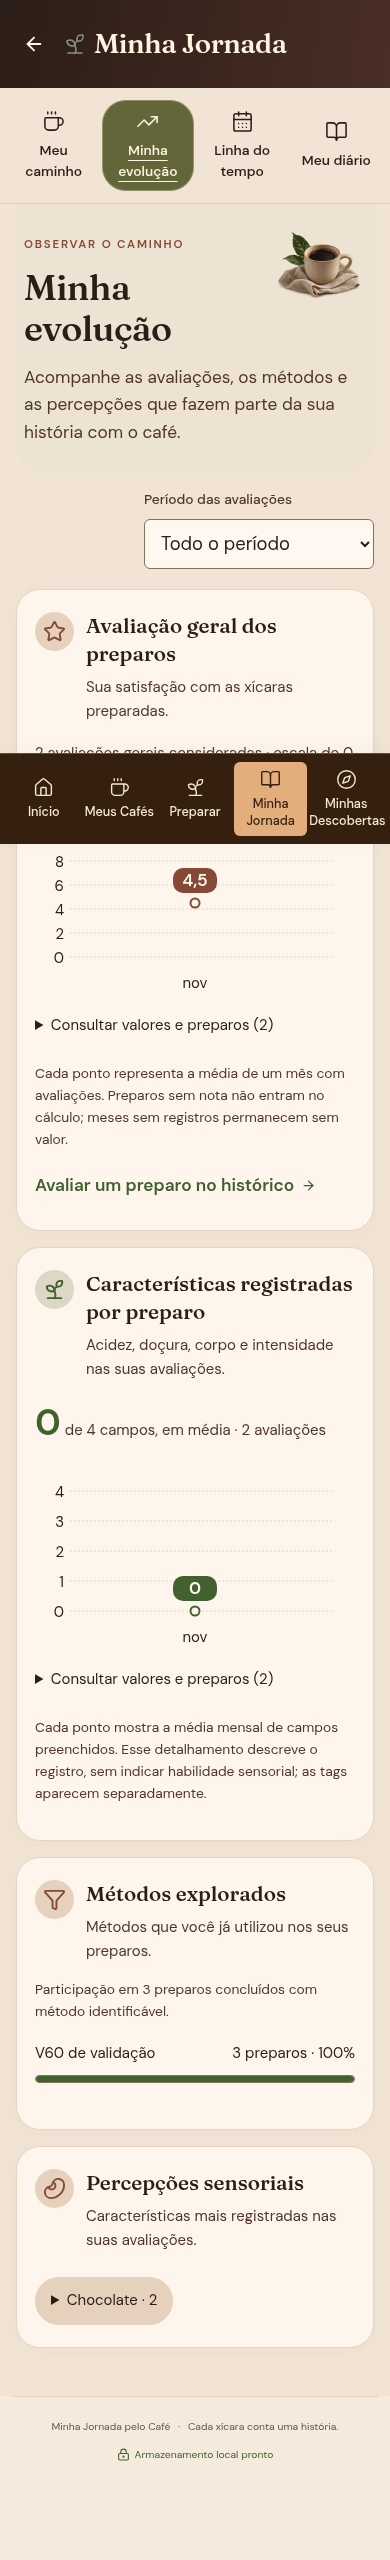 Minha Jornada
Meu
caminho
Minha
evolução
Linha do
tempo
Meu diário
OBSERVAR O CAMINHO
Minha
evolução
Acompanhe as avaliações, os métodos e
as percepções que fazem parte da sua
história com o café.
Período das avaliações
Todo o período
Avaliação geral dos
preparos
Sua satisfação com as xícaras
preparadas.
2 avaliações gerais consideradas · escala de 0
Início
Meus Cafés
Preparar
Minha
Jornada
Minhas
Descobertas
8
6
4
2
0
4,5
nov
Consultar valores e preparos (2)
Cada ponto representa a média de um mês com
avaliações. Preparos sem nota não entram no
cálculo; meses sem registros permanecem sem
valor.
Avaliar um preparo no histórico →
Características registradas
por preparo
Acidez, doçura, corpo e intensidade
nas suas avaliações.
0 de 4 campos, em média · 2 avaliações
4
3
2
1
0
0
nov
Consultar valores e preparos (2)
Cada ponto mostra a média mensal de campos
preenchidos. Esse detalhamento descreve o
registro, sem indicar habilidade sensorial; as tags
aparecem separadamente.
Métodos explorados
Métodos que você já utilizou nos seus
preparos.
Participação em 3 preparos concluídos com
método identificável.
V60 de validação 3 preparos · 100%
Percepções sensoriais
Características mais registradas nas
suas avaliações.
Chocolate · 2
Minha Jornada pelo Café · Cada xícara conta uma história.
Armazenamento local pronto